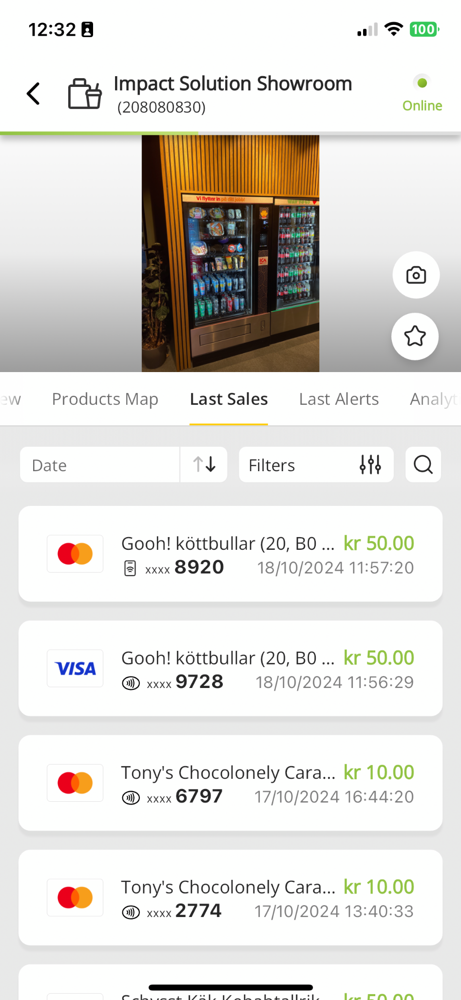 12:32
100
Impact Solution Showroom
(208080830)
Online
Vi flyttar in på ditt jobb!
ICA
ew
Products Map
Last Sales
Last Alerts
Analyt
Date
Filters
Gooh! köttbullar (20, B0 ...
kr 50.00
xxxx 8920
18/10/2024 11:57:20
VISA
Gooh! köttbullar (20, B0 ...
kr 50.00
xxxx 9728
18/10/2024 11:56:29
Tony's Chocolonely Cara...
kr 10.00
xxxx 6797
17/10/2024 16:44:20
Tony's Chocolonely Cara...
kr 10.00
xxxx 2774
17/10/2024 13:40:33
kr 50.00